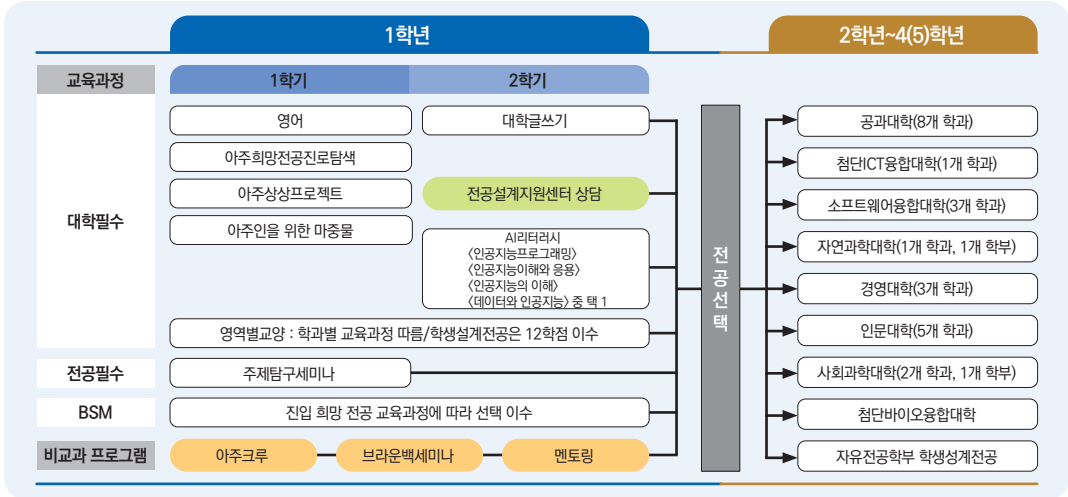 1학년
2학년~4(5)학년
교육과정
1학기
2학기
대학필수
영어
대학글쓰기
아주희망전공진로탐색
아주상상프로젝트
전공설계지원센터 상담
아주인을 위한 마중물
AI리터러시
<인공지능프로그래밍>
<인공지능이해와 응용>
<인공지능의 이해>
<데이터와 인공지능> 중 택 1
영역별교양 : 학과별 교육과정 따름/학생설계전공은 12학점 이수
전공필수
주제탐구세미나
BSM
진입 희망 전공 교육과정에 따라 선택 이수
비교과 프로그램
아주크루
브라운백세미나
멘토링
전공선택
공과대학(8개 학과)
첨단ICT융합대학(1개 학과)
소프트웨어융합대학(3개 학과)
자연과학대학(1개 학과, 1개 학부)
경영대학(3개 학과)
인문대학(5개 학과)
사회과학대학(2개 학과, 1개 학부)
첨단바이오융합대학
자유전공학부 학생성계전공